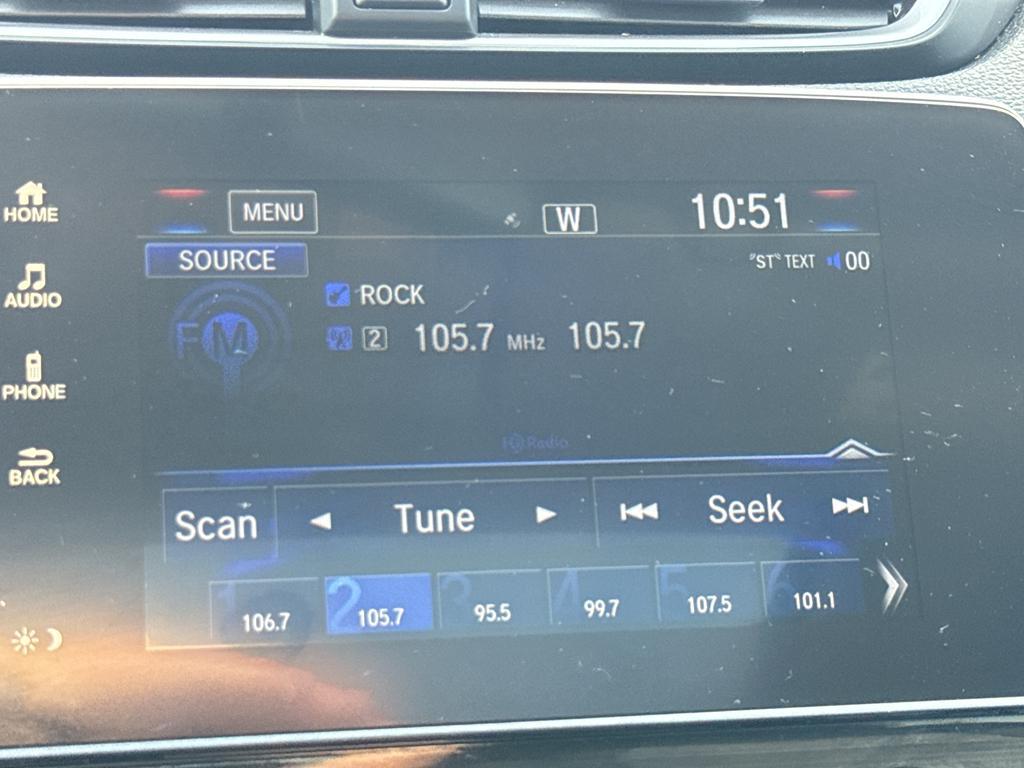 HOME
MENU
W
10:51
SOURCE
"ST" TEXT
00
AUDIO
ROCK
FM
2
105.7 MHz 105.7
PHONE
HD Radio
BACK
Scan
Tune
Seek
1 106.7
2 105.7
3 95.5
4 99.7
5 107.5
6 101.1